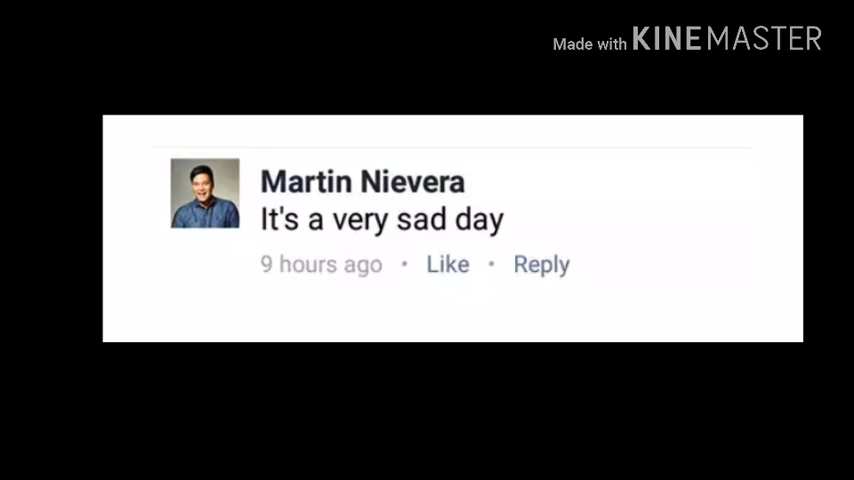 Made with KINEMASTER
Martin Nievera
It's a very sad day
9 hours ago • Like • Reply